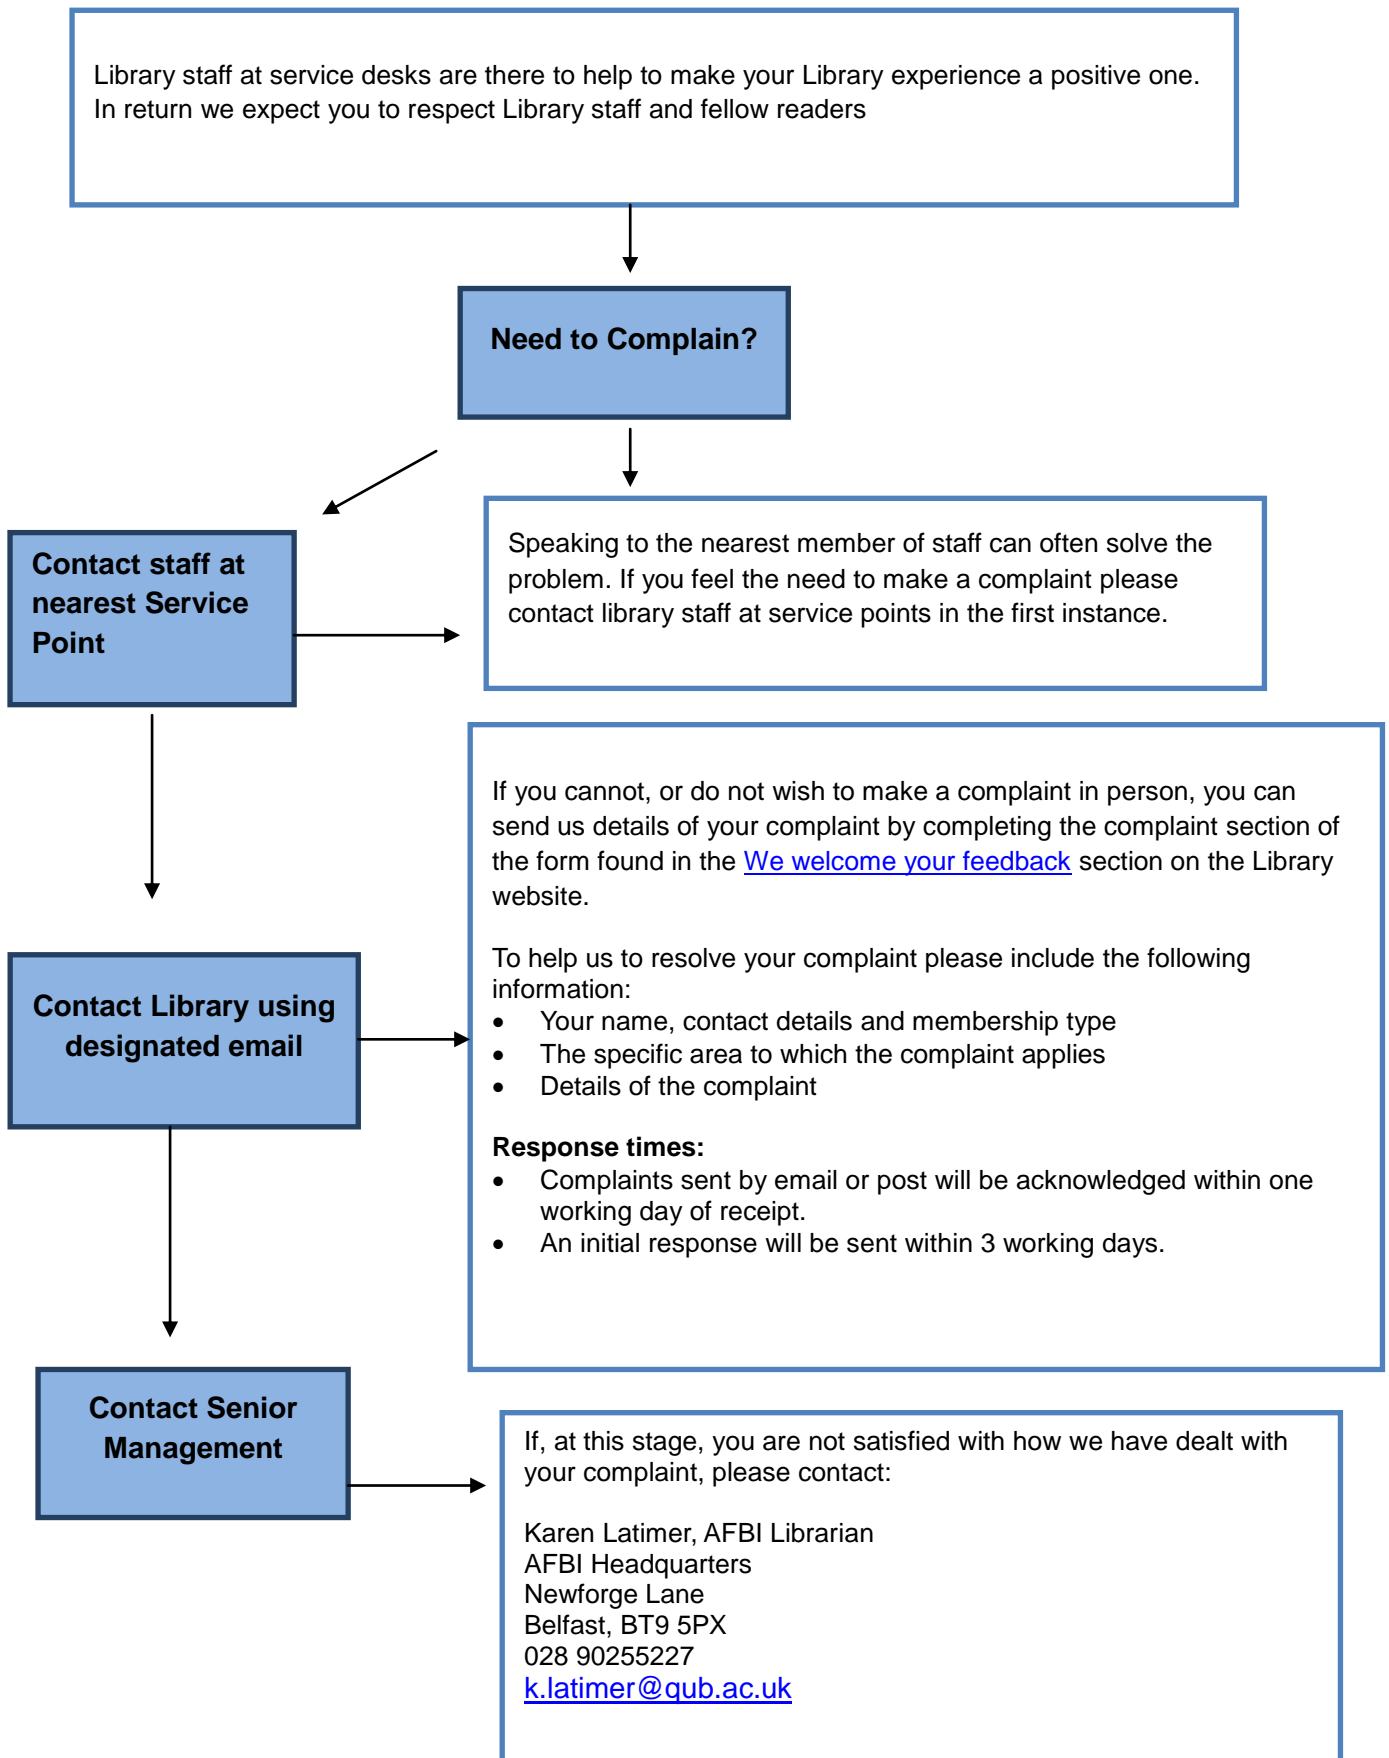 Library staff at service desks are there to help to make your Library experience a positive one.
In return we expect you to respect Library staff and fellow readers
Need to Complain?
Contact staff at
nearest Service
Point
Speaking to the nearest member of staff can often solve the
problem. If you feel the need to make a complaint please
contact library staff at service points in the first instance.
Contact Library using
designated email
If you cannot, or do not wish to make a complaint in person, you can
send us details of your complaint by completing the complaint section of
the form found in the We welcome your feedback section on the Library
website.
To help us to resolve your complaint please include the following
information:
• Your name, contact details and membership type
• The specific area to which the complaint applies
• Details of the complaint
Response times:
• Complaints sent by email or post will be acknowledged within one
working day of receipt.
• An initial response will be sent within 3 working days.
Contact Senior
Management
If, at this stage, you are not satisfied with how we have dealt with
your complaint, please contact:
Karen Latimer, AFBI Librarian
AFBI Headquarters
Newforge Lane
Belfast, BT9 5PX
028 90255227
k.latimer@qub.ac.uk